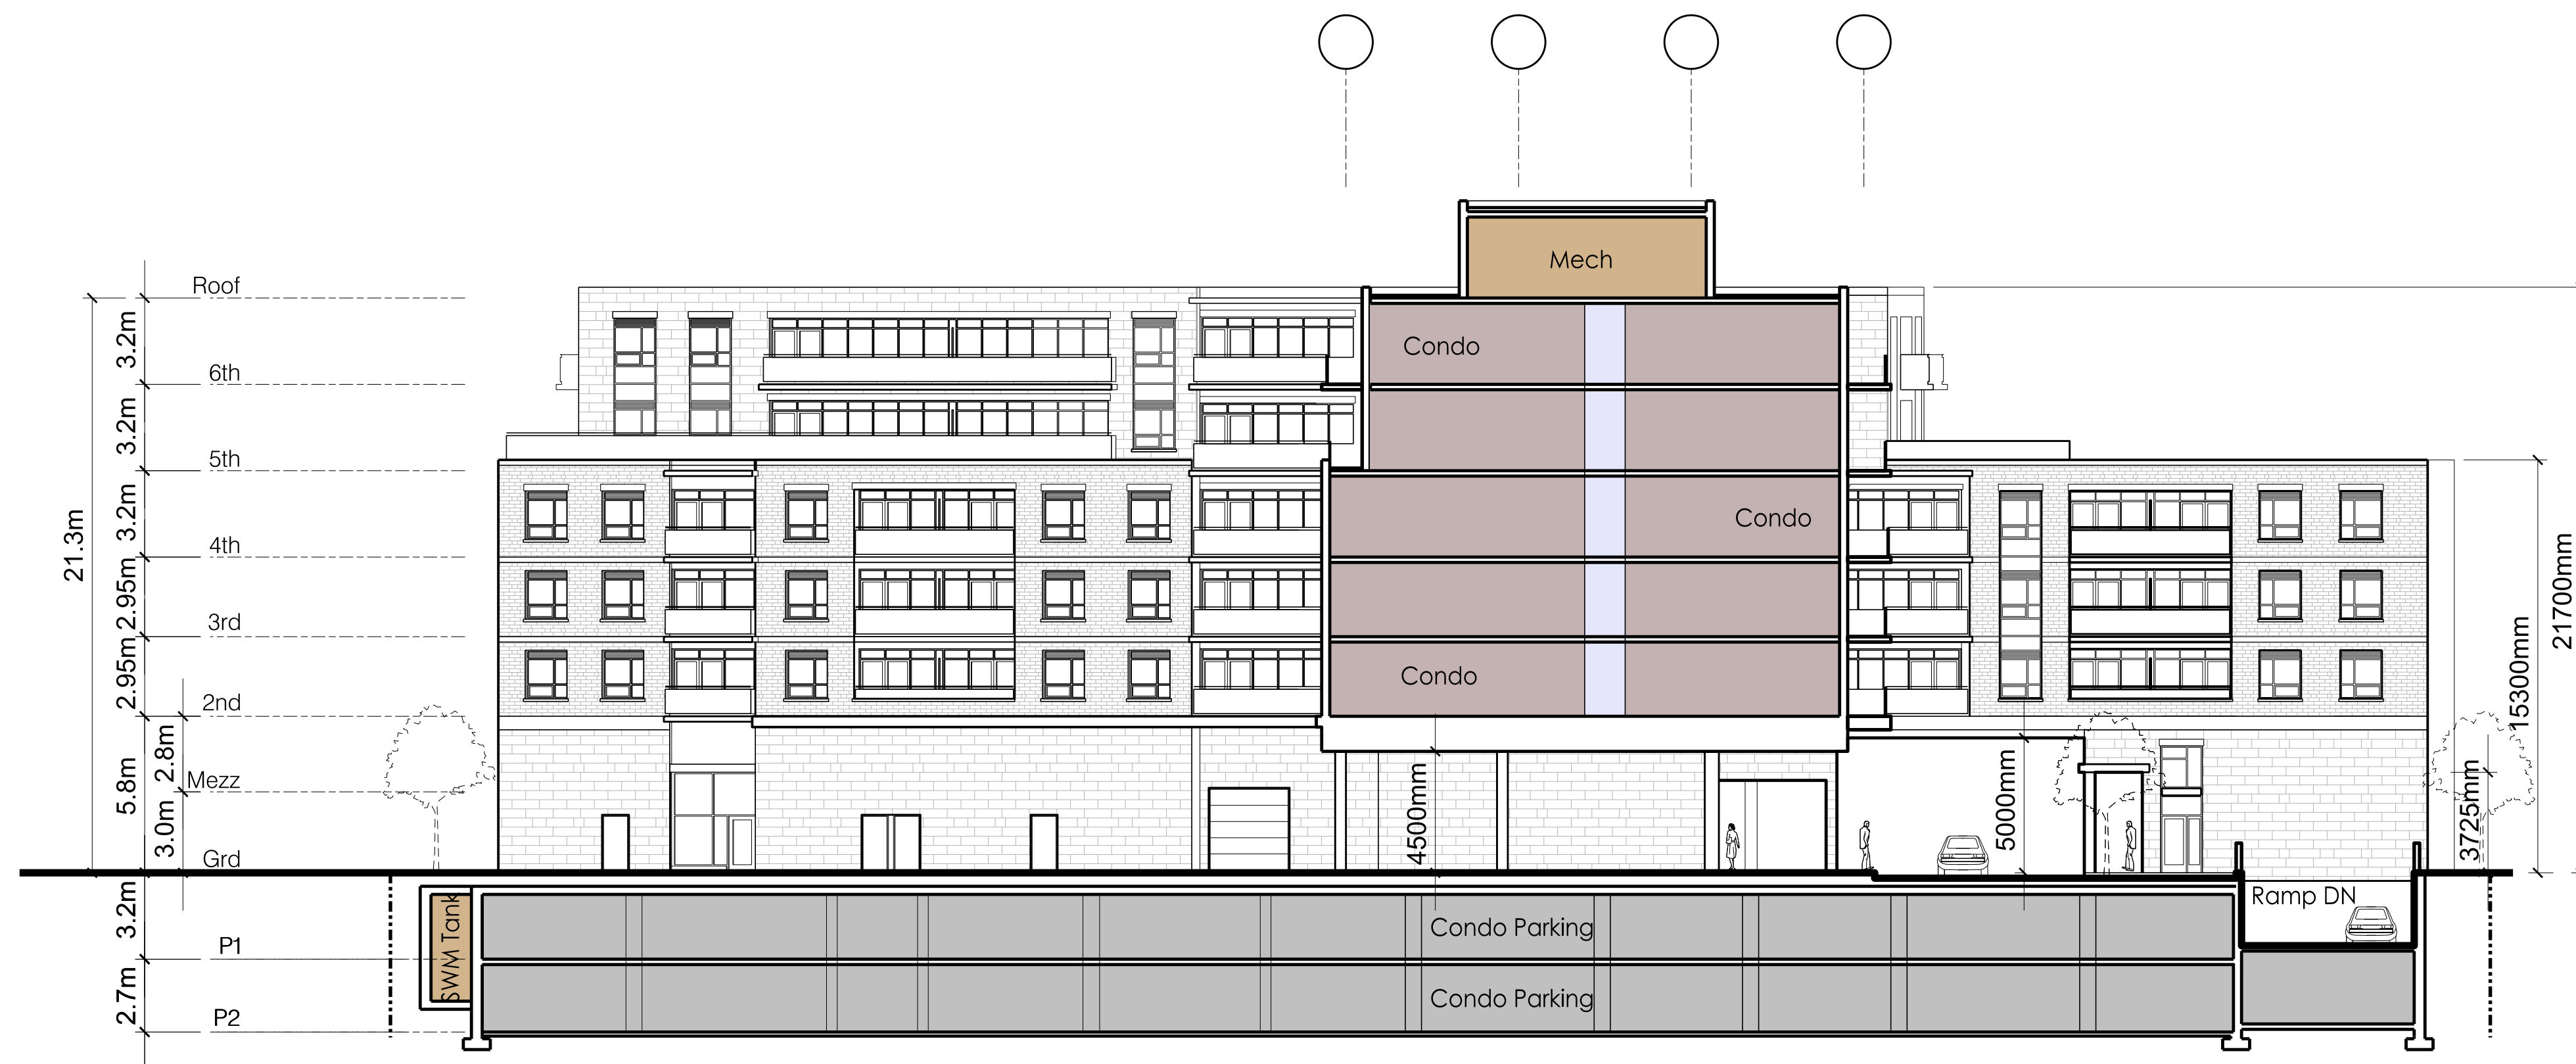 Mech
Roof
3.2m
Condo
6th
3.2m
5th
21.3m
3.2m
Condo
4th
2.95m
21700mm
3rd
2.95m
Condo
15300mm
2nd
2.8m
5.8m
Mezz
4500mm
5000mm
3725mm
3.0m
Grd
3.2m
SWM Tank
Condo Parking
Ramp DN
P1
2.7m
Condo Parking
P2